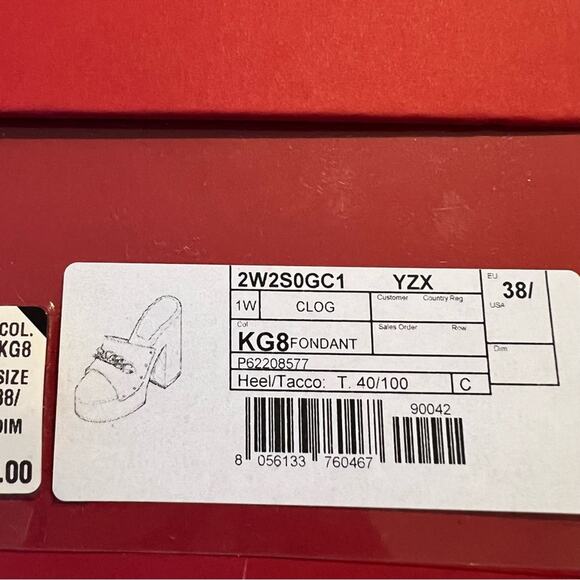 2W2S0GC1 YZX
EU 38/
USA
1W CLOG Customer Country Reg
Col KG8 FONDANT Sales Order Row
Dim
P62208577
Heel/Tacco: T. 40/100 C
90042
8 056133 760467
COL.
KG8
SIZE
38/
DIM
.00